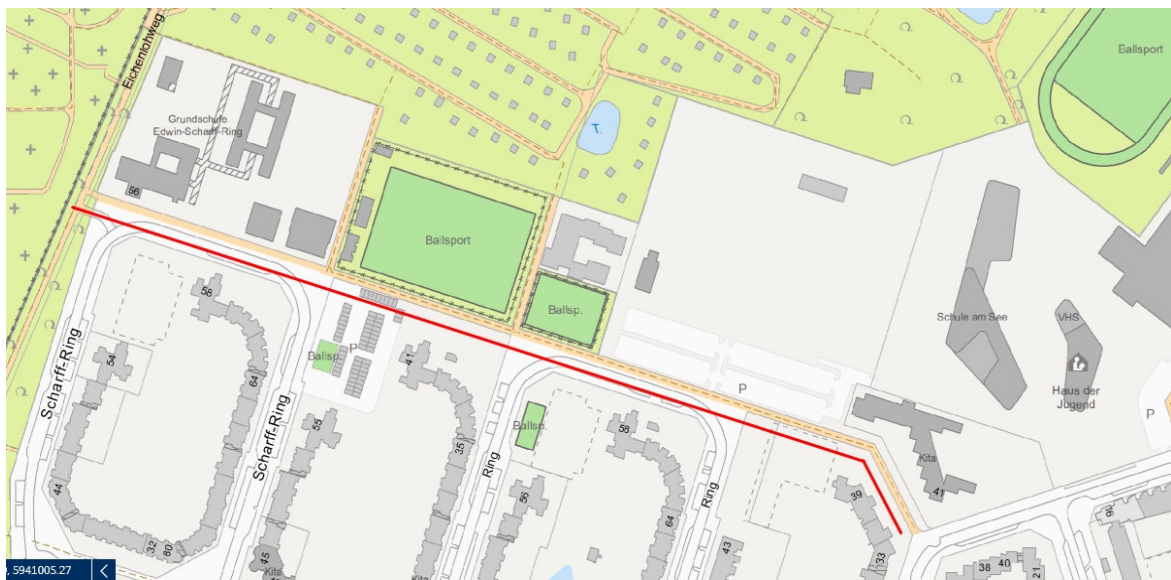 Eichenlohweg
Ballsport
Grundschule
Edwin-Scharff-Ring
T.
56
Ballsport
Ballsp.
Schule am See
VHS
58
Haus der
Jugend
Scharff-Ring
54
Ballsp.
P
41
P
P
64
Scharff-Ring
55
Ballsp.
58
Kita
35
39
41
44
Ring
56
Ring
64
32
80
45
Kita
33
38
40
21
, 5941005.27